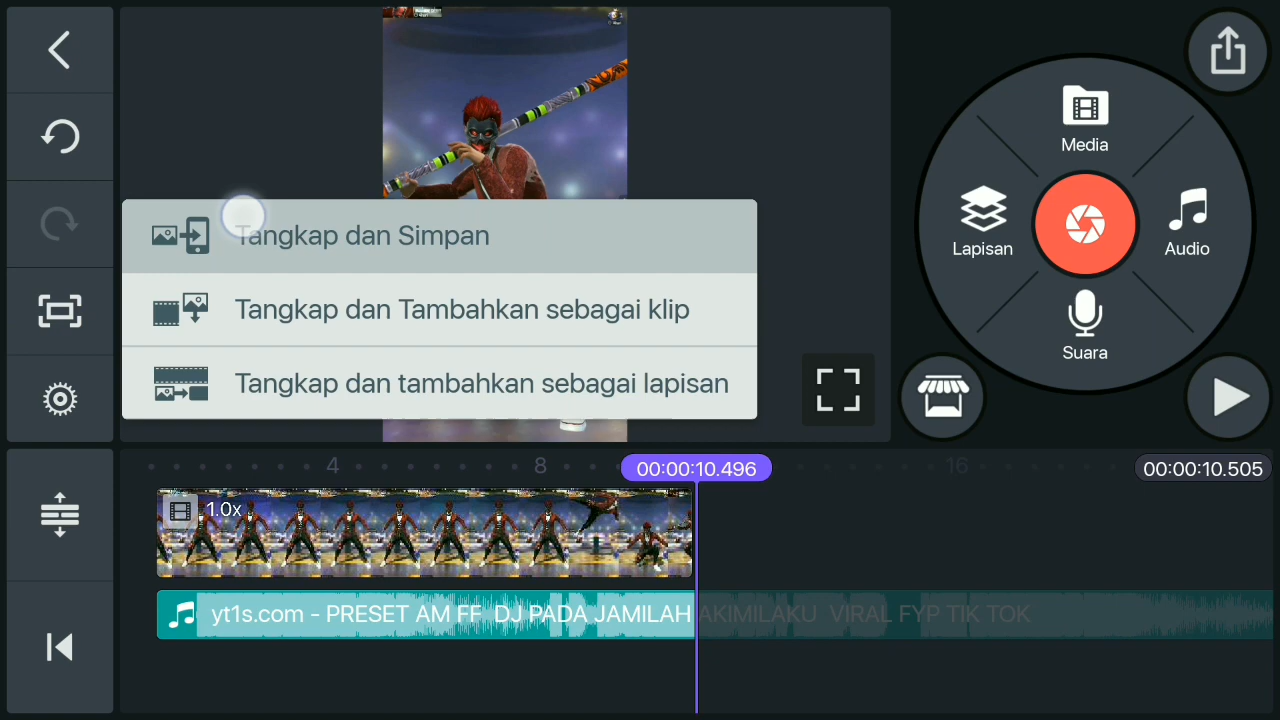 Media
Lapisan
Audio
Suara
Tangkap dan Simpan
Tangkap dan Tambahkan sebagai klip
Tangkap dan tambahkan sebagai lapisan
4
8
00:00:10.496
16
00:00:10.505
1.0x
yt1s.com - PRESET AM FF DJ PADA JAMILAH AKIMILAKU VIRAL FYP TIK TOK